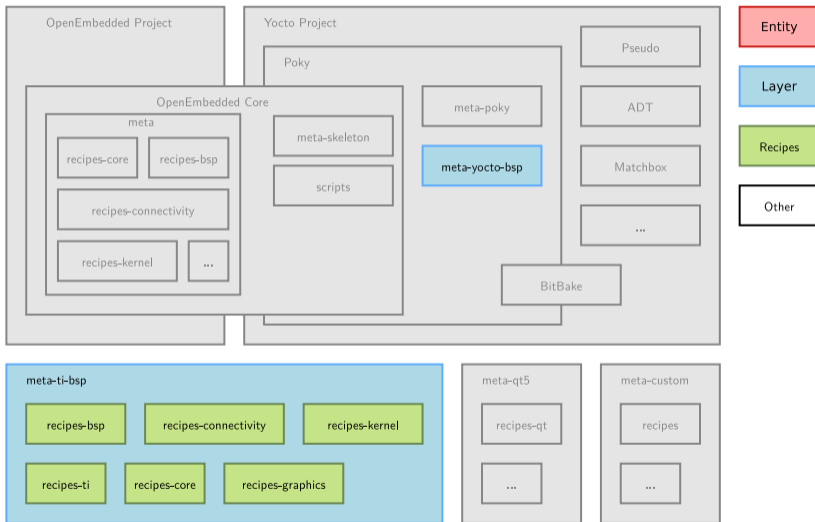 OpenEmbedded Project
Yocto Project
Entity
Pseudo
Poky
Layer
OpenEmbedded Core
meta-poky
ADT
meta
meta-skeleton
recipes-core
recipes-bsp
meta-yocto-bsp
Matchbox
Recipes
scripts
recipes-connectivity
...
Other
recipes-kernel
...
BitBake
meta-ti-bsp
meta-qt5
meta-custom
recipes-bsp
recipes-connectivity
recipes-kernel
recipes-qt
recipes
recipes-ti
recipes-core
recipes-graphics
...
...